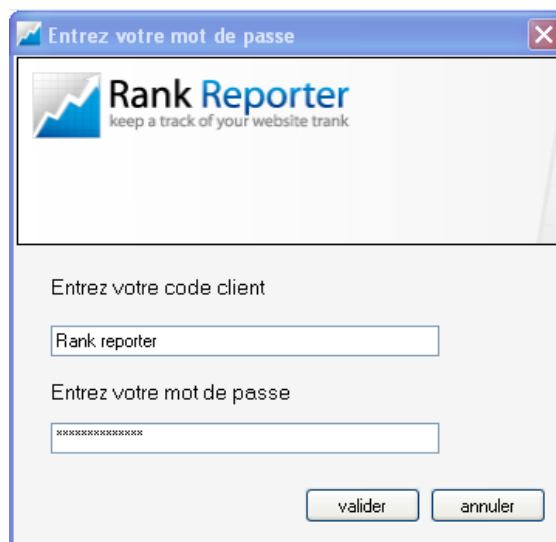 Entrez votre mot de passe
Rank Reporter
keep a track of your website trank
Entrez votre code client
Rank reporter
Entrez votre mot de passe
**************
valider annuler